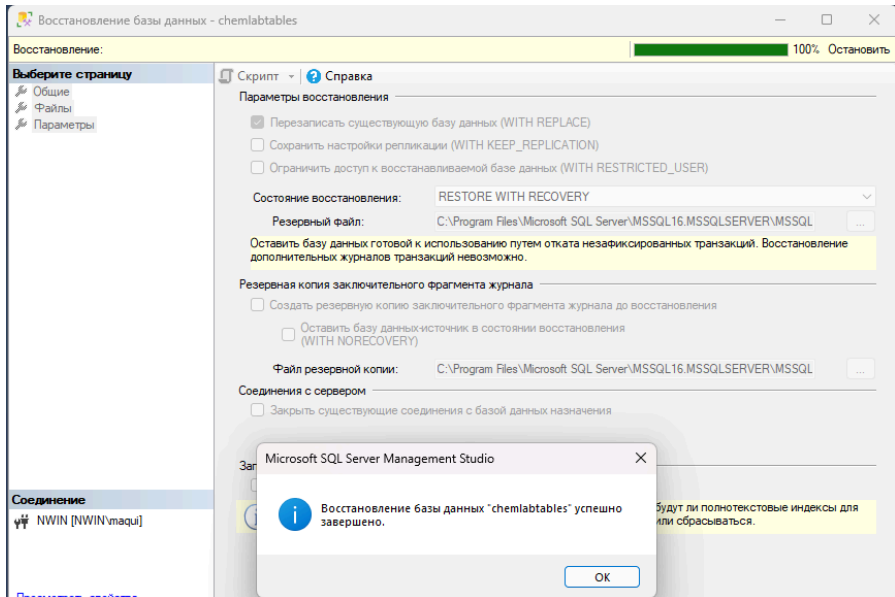 Восстановление базы данных - chemlabtables
Восстановление:
100% Остановить
Выберите страницу
Общие
Файлы
Параметры
Скрипт
Справка
Параметры восстановления
Перезаписать существующую базу данных (WITH REPLACE)
Сохранить настройки репликации (WITH KEEP_REPLICATION)
Ограничить доступ к восстанавливаемой базе данных (WITH RESTRICTED_USER)
Состояние восстановления: RESTORE WITH RECOVERY
Резервный файл: C:\Program Files\Microsoft SQL Server\MSSQL16.MSSQLSERVER\MSSQL ...
Оставить базу данных готовой к использованию путем отката незафиксированных транзакций. Восстановление
дополнительных журналов транзакций невозможно.
Резервная копия заключительного фрагмента журнала
Создать резервную копию заключительного фрагмента журнала до восстановления
Оставить базу данных-источник в состоянии восстановления
(WITH NORECOVERY)
Файл резервной копии: C:\Program Files\Microsoft SQL Server\MSSQL16.MSSQLSERVER\MSSQL ...
Соединения с сервером
Закрыть существующие соединения с базой данных назначения
будут ли полнотекстовые индексы для
или сбрасываться.
Microsoft SQL Server Management Studio
Восстановление базы данных "chemlabtables" успешно
завершено.
OK
Соединение
NWIN [NWIN\maqui]